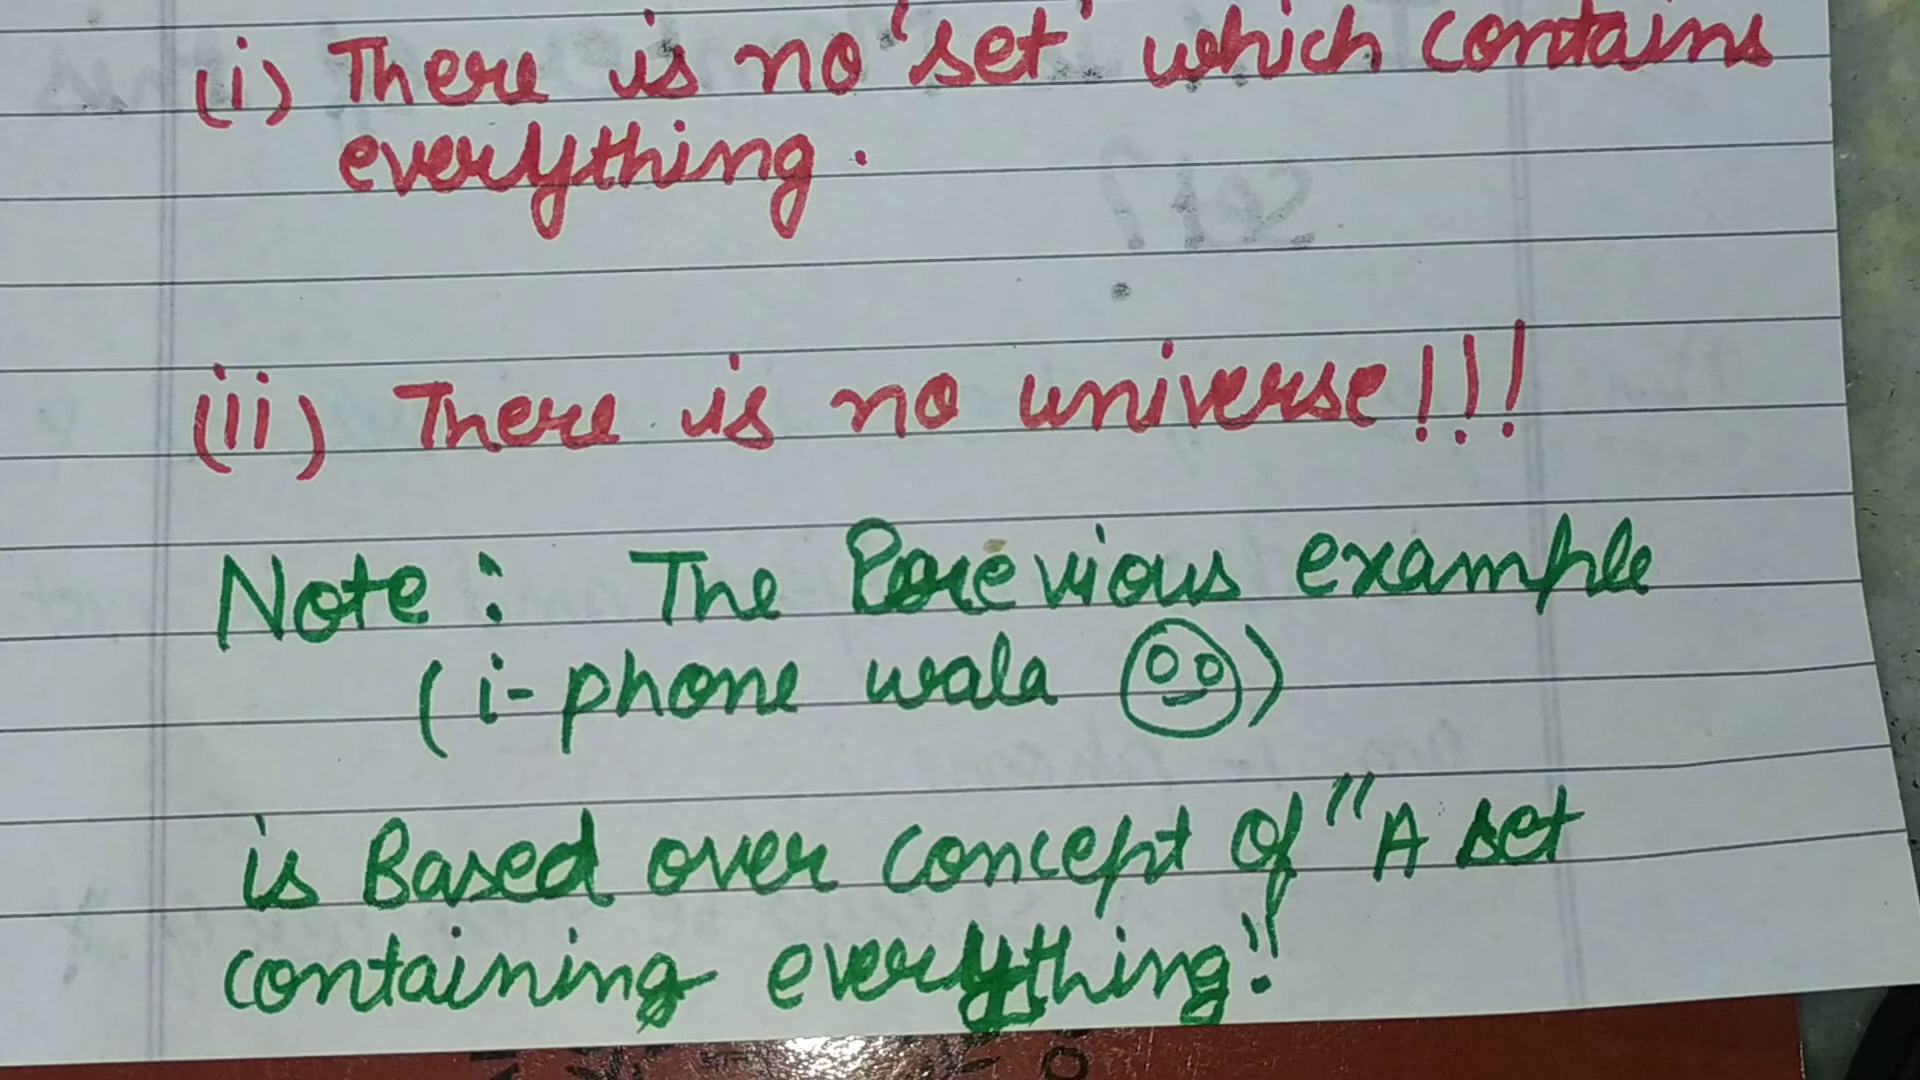 (i) There is no 'set' which contains
everything.
(ii) There is no universe!!!
Note: The Previous example
(i-phone wala)
is Based over concept of "A set
containing everything!"